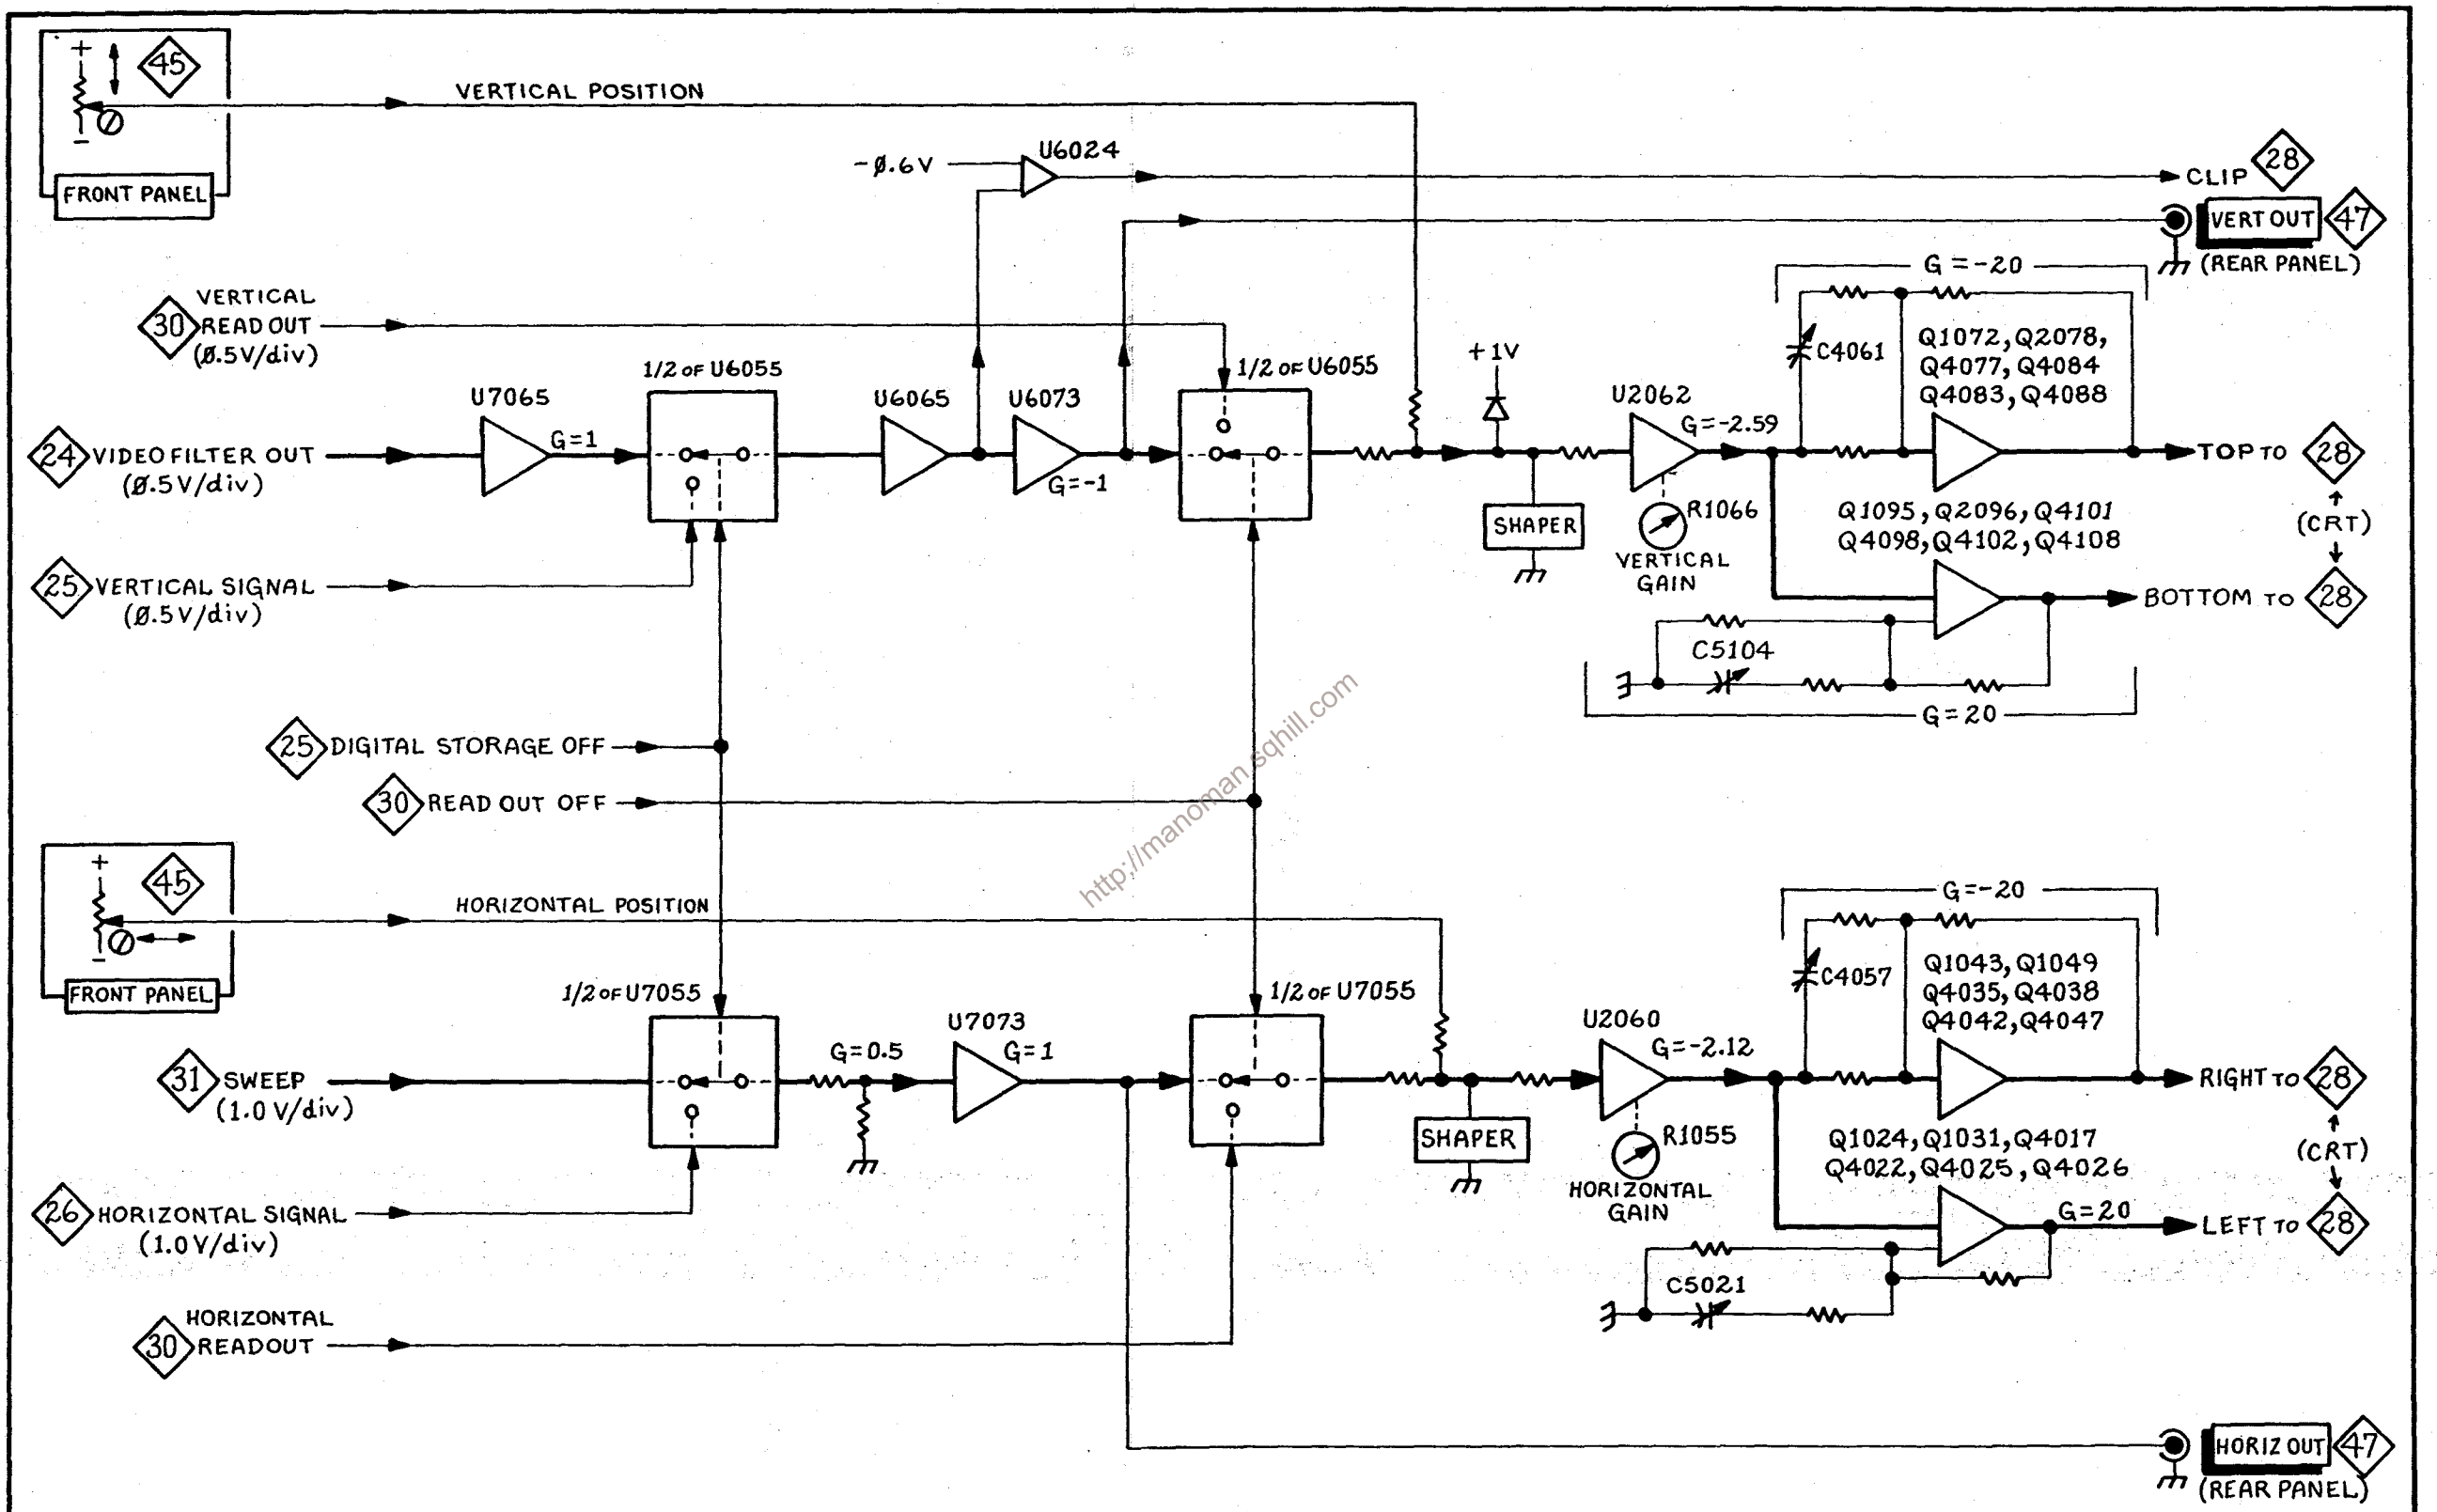 +
45
−
FRONT PANEL
VERTICAL POSITION
-Ø.6V
U6024
CLIP 28
VERT OUT 47
(REAR PANEL)
30 VERTICAL
READ OUT
(Ø.5V/div)
24 VIDEO FILTER OUT
(Ø.5V/div)
U7065
G=1
1/2 OF U6055
U6065
U6073
G=-1
1/2 OF U6055
+1V
SHAPER
U2062
G=-2.59
R1066
VERTICAL
GAIN
G=-20
C4061
Q1072, Q2078,
Q4077, Q4084
Q4083, Q4088
TOP TO 28
(CRT)
Q1095, Q2096, Q4101
Q4098, Q4102, Q4108
BOTTOM TO 28
C5104
G=20
25 VERTICAL SIGNAL
(Ø.5V/div)
25 DIGITAL STORAGE OFF
30 READ OUT OFF
http://manoman.sqhill.com
+
45
−
FRONT PANEL
HORIZONTAL POSITION
31 SWEEP
(1.0V/div)
1/2 OF U7055
G=0.5
U7073
G=1
1/2 OF U7055
SHAPER
U2060
G=-2.12
R1055
HORIZONTAL
GAIN
G=-20
C4057
Q1043, Q1049
Q4035, Q4038
Q4042, Q4047
RIGHT TO 28
(CRT)
Q1024, Q1031, Q4017
Q4022, Q4025, Q4026
G=20
LEFT TO 28
C5021
26 HORIZONTAL SIGNAL
(1.0V/div)
30 HORIZONTAL
READOUT
HORIZ OUT 47
(REAR PANEL)